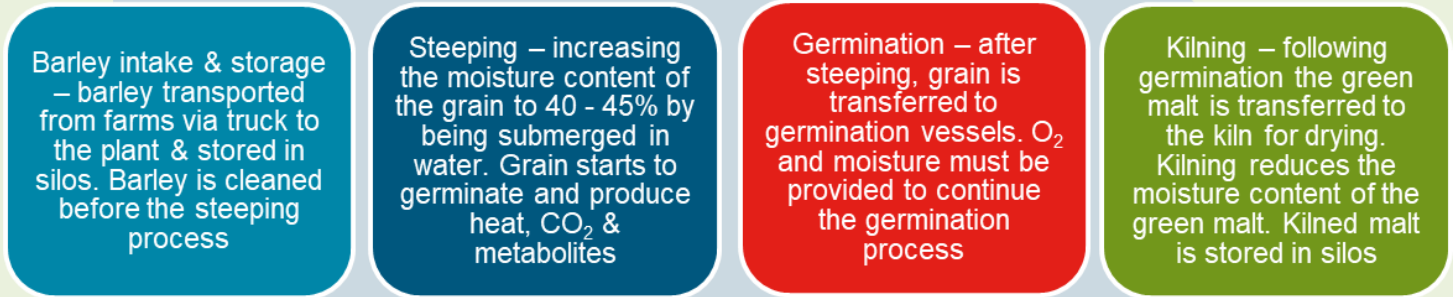 Barley intake & storage
– barley transported
from farms via truck to
the plant & stored in
silos. Barley is cleaned
before the steeping
process
Steeping – increasing
the moisture content of
the grain to 40 - 45% by
being submerged in
water. Grain starts to
germinate and produce
heat, CO₂ &
metabolites
Germination – after
steeping, grain is
transferred to
germination vessels. O₂
and moisture must be
provided to continue
the germination
process
Kilning – following
germination the green
malt is transferred to
the kiln for drying.
Kilning reduces the
moisture content of the
green malt. Kilned malt
is stored in silos